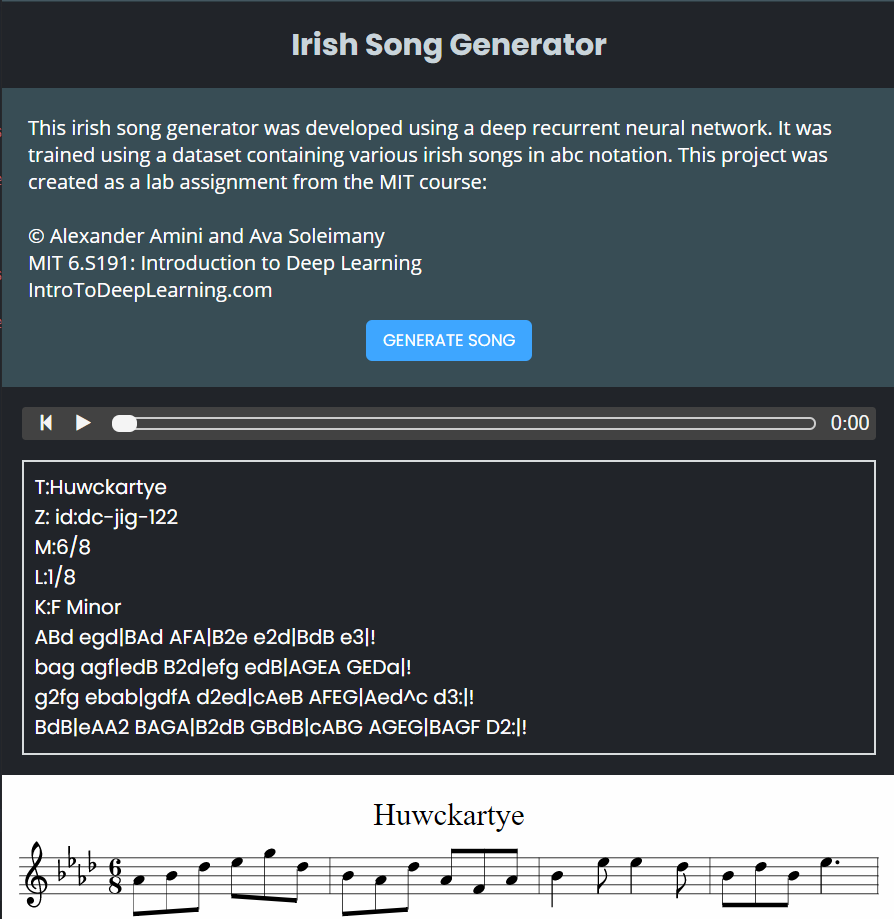 Irish Song Generator
This irish song generator was developed using a deep recurrent neural network. It was
trained using a dataset containing various irish songs in abc notation. This project was
created as a lab assignment from the MIT course:
© Alexander Amini and Ava Soleimany
MIT 6.S191: Introduction to Deep Learning
IntroToDeepLearning.com
GENERATE SONG
0:00
T:Huwckartye
Z: id:dc-jig-122
M:6/8
L:1/8
K:F Minor
ABd egd|BAd AFA|B2e e2d|BdB e3|!
bag agf|edB B2d|efg edB|AGEA GEDa|!
g2fg ebab|gdfA d2ed|cAeB AFEG|Aed^c d3:|!
BdB|eAA2 BAGA|B2dB GBdB|cABG AGEG|BAGF D2:|!
Huwckartye
6
8